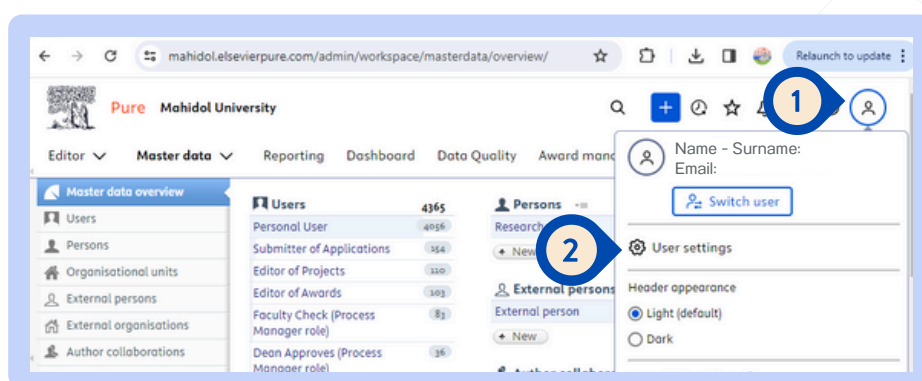 mahidol.elsevierpure.com/admin/workspace/masterdata/overview/
Relaunch to update
Pure Mahidol University
1
Editor Master data Reporting Dashboard Data Quality Award
Name - Surname:
Email:
Switch user
2
User settings
Header appearance
Light (default)
Dark
Master data overview
Users
Persons
Organisational units
External persons
External organisations
Author collaborations
Users 4365
Personal User 4056
Submitter of Applications 154
Editor of Projects 110
Editor of Awards 103
Faculty Check (Process
Manager role) 83
Dean Approves (Process 36
Manager role)
Persons
Research
+ New
External persons
External person
+ New